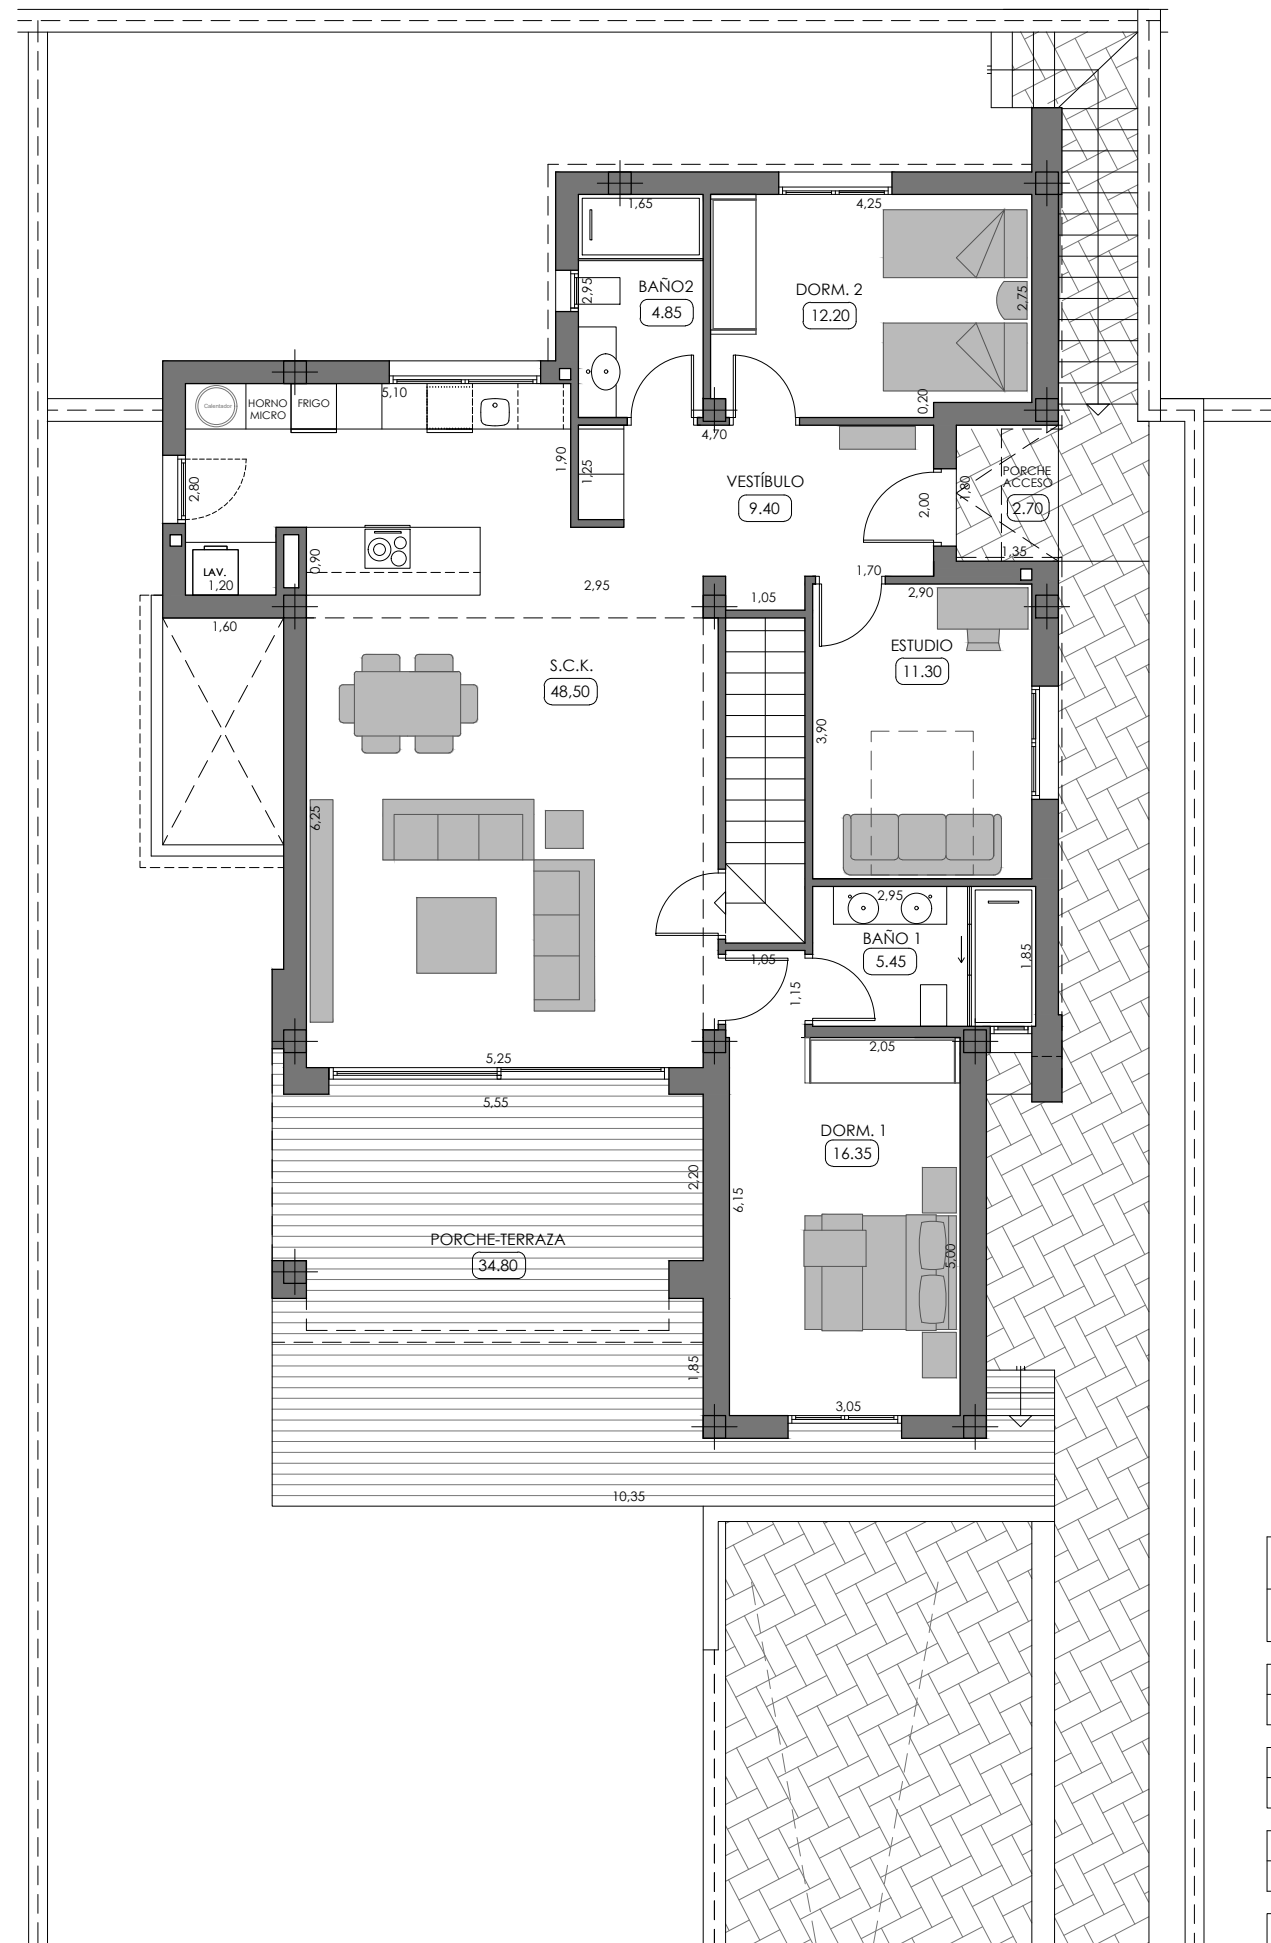 1,65
4,25
2,95
BAÑO2
4.85
DORM. 2
12.20
2,75
Calentador
HORNO
MICRO
FRIGO
5,10
0,20
4,70
1,90
1,25
2,80
VESTÍBULO
9.40
2,00
PORCHE
ACCESO
2.70
1,80
1,35
LAV.
1,20
0,90
2,95
1,70
1,05
2,90
1,60
ESTUDIO
11.30
S.C.K.
48,50
3,90
6,25
2,95
BAÑO 1
5.45
1,85
1,05
1,15
2,05
5,25
5,55
DORM. 1
16.35
2,20
6,15
PORCHE-TERRAZA
34.80
5,00
1,85
3,05
10,35